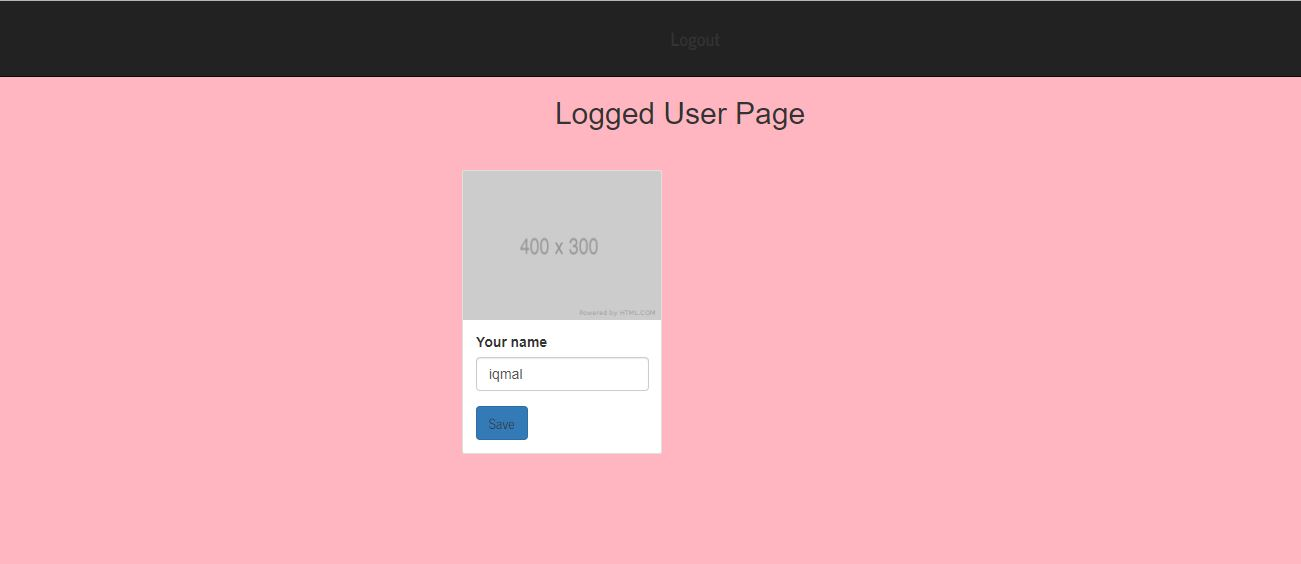 Logout
Logged User Page
400 x 300
Powered by HTML.COM
Your name
iqmal
Save